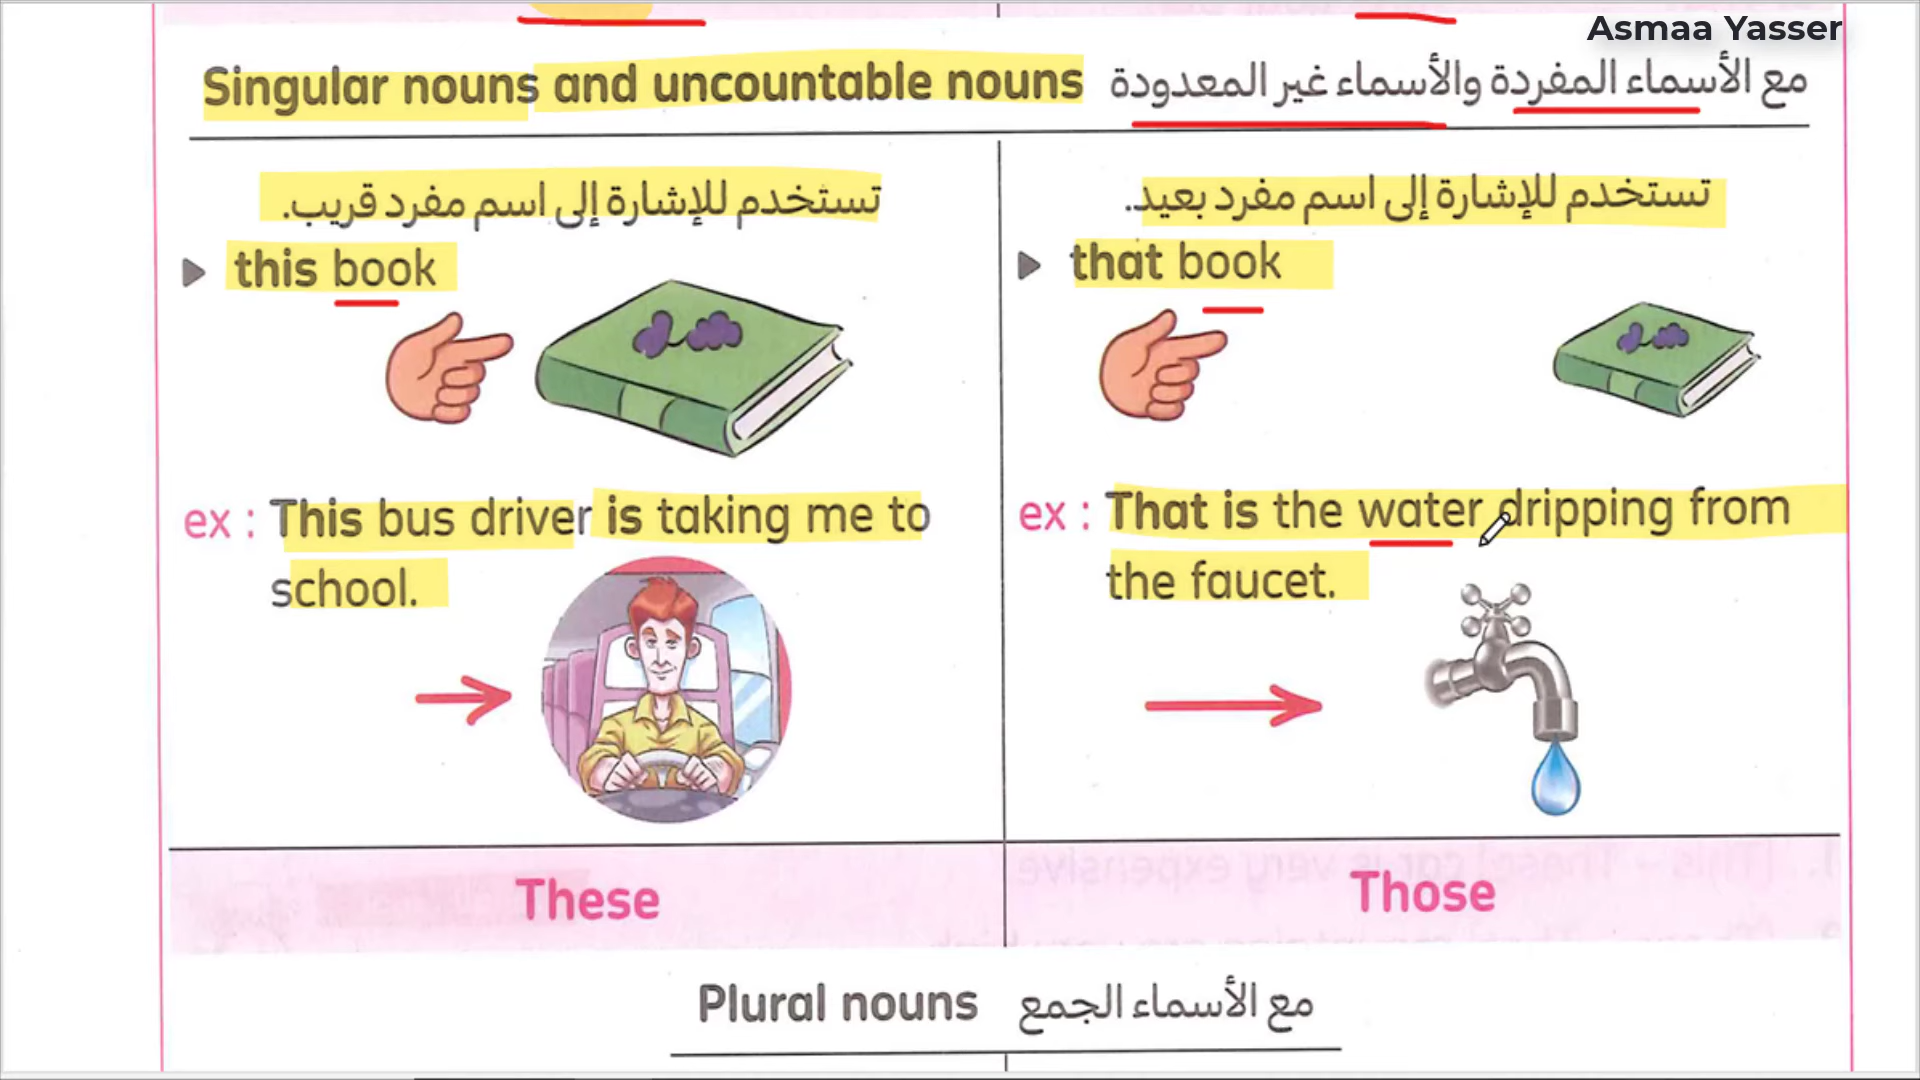 Asmaa Yasser
Singular nouns and uncountable nouns مع الأسماء المفردة والأسماء غير المعدودة
تستخدم للإشارة إلى اسم مفرد قريب.
this book
ex : This bus driver is taking me to
school.
تستخدم للإشارة إلى اسم مفرد بعيد.
that book
ex : That is the water dripping from
the faucet.
These
Those
Plural nouns مع الأسماء الجمع